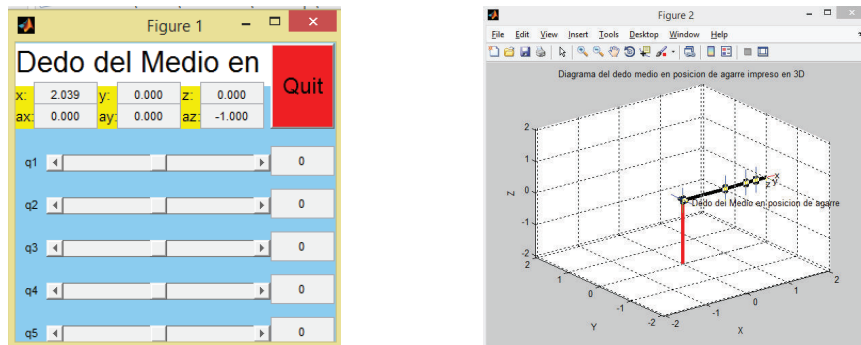 Figure 1
Dedo del Medio en
Quit
x: 2.039 y: 0.000 z: 0.000
ax: 0.000 ay: 0.000 az: -1.000
q1 0
q2 0
q3 0
q4 0
q5 0
Figure 2
File Edit View Insert Tools Desktop Window Help
Diagrama del dedo medio en posicion de agarre impreso en 3D
2
1
0
-1
-2
Z
2
1
0
-1
-2
Y
-2
-1
0
1
2
X
x
y
z
Dedo del Medio en posicion de agarre